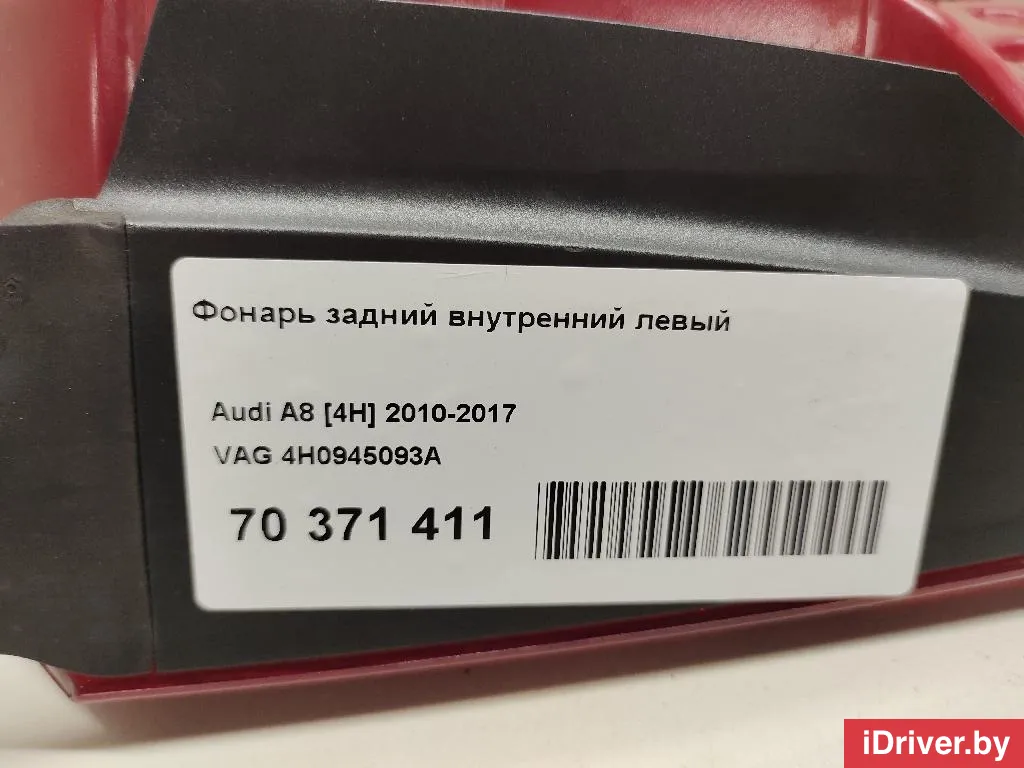 Фонарь задний внутренний левый
Audi A8 [4H] 2010-2017
VAG 4H0945093A
70 371 411
iDriver.by